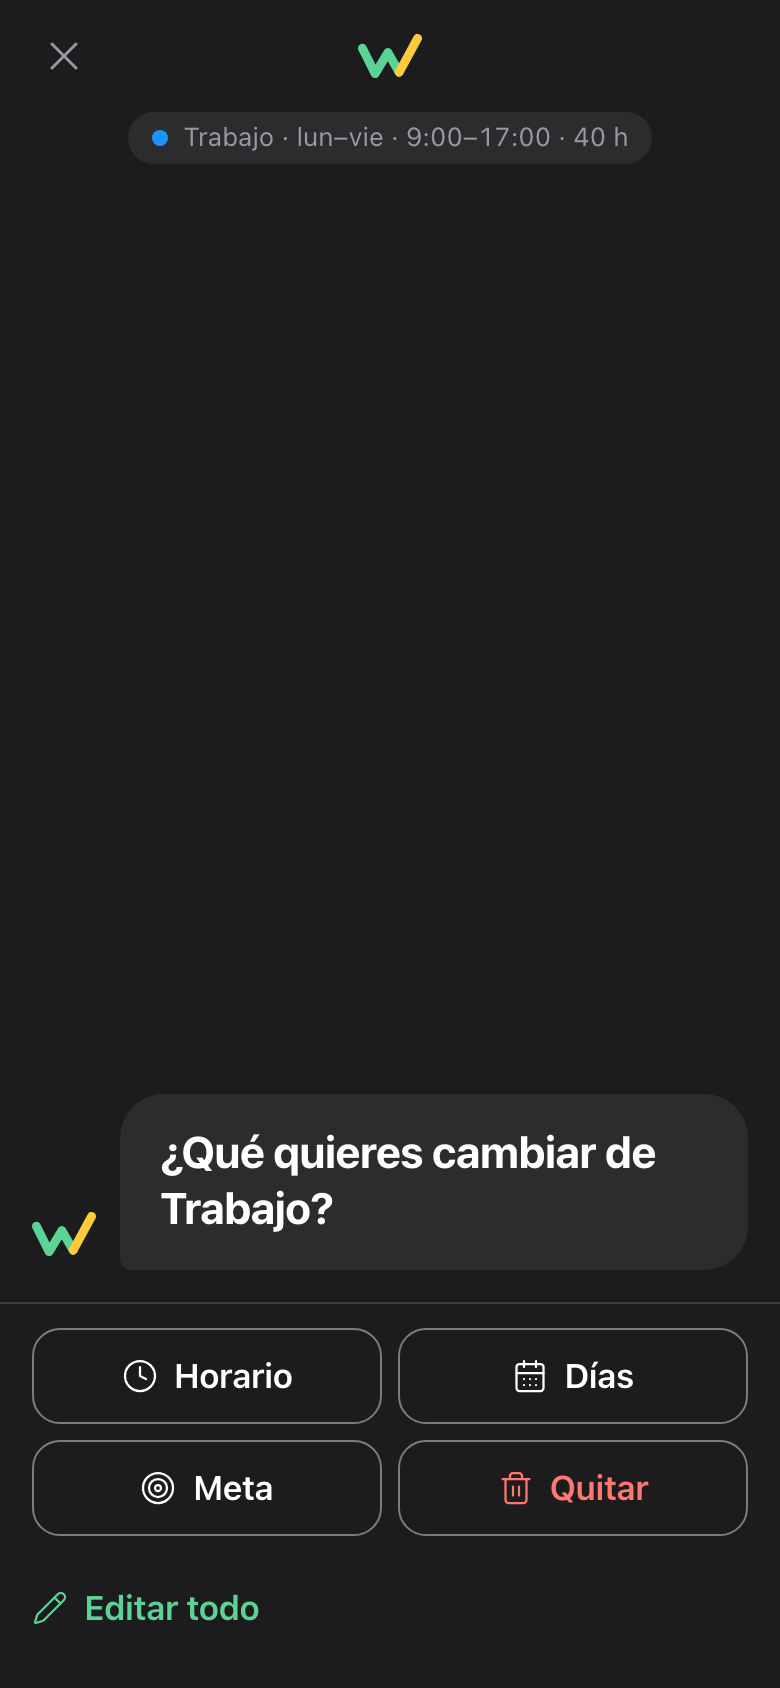 Trabajo · lun–vie · 9:00–17:00 · 40 h
¿Qué quieres cambiar de
Trabajo?
Horario
Días
Meta
Quitar
Editar todo